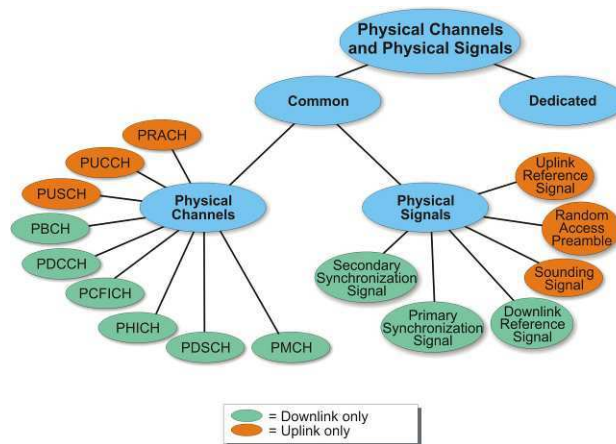 Physical Channels
and Physical Signals
Common
Dedicated
PRACH
PUCCH
PUSCH
PBCH
PDCCH
PCFICH
PHICH
PDSCH
PMCH
Physical
Channels
Physical
Signals
Uplink
Reference
Signal
Random
Access
Preamble
Sounding
Signal
Downlink
Reference
Signal
Primary
Synchronization
Signal
Secondary
Synchronization
Signal
= Downlink only
= Uplink only